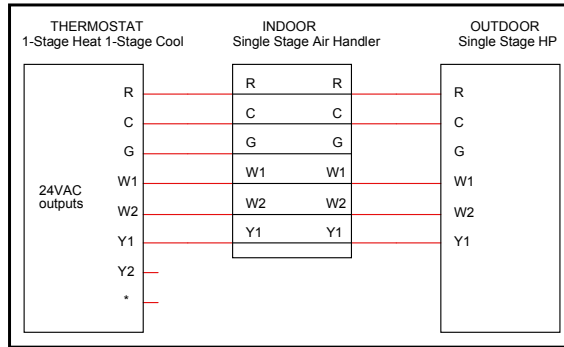 THERMOSTAT
1-Stage Heat 1-Stage Cool
INDOOR
Single Stage Air Handler
OUTDOOR
Single Stage HP
24VAC
outputs
R
C
G
W1
W2
Y1
Y2
*
R R
C C
G G
W1 W1
W2 W2
Y1 Y1
R
C
G
W1
W2
Y1